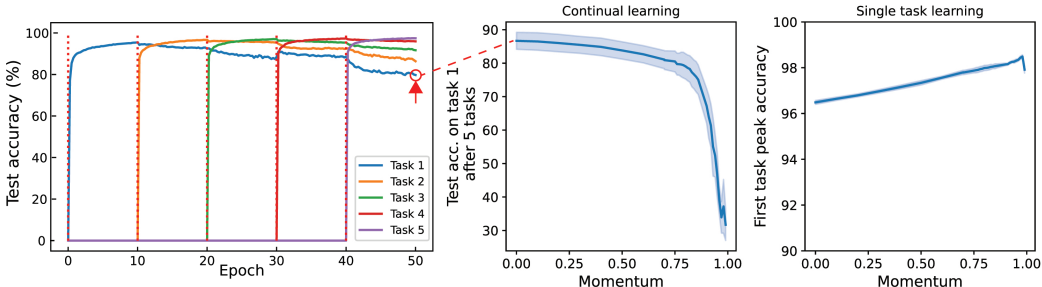 Test accuracy (%)
100
80
60
40
20
0
0
10
20
30
40
50
Epoch
Task 1
Task 2
Task 3
Task 4
Task 5
Continual learning
Test acc. on task 1
after 5 tasks
90
80
70
60
50
40
30
0.00
0.25
0.50
0.75
1.00
Momentum
Single task learning
First task peak accuracy
100
98
96
94
92
90
0.00
0.25
0.50
0.75
1.00
Momentum